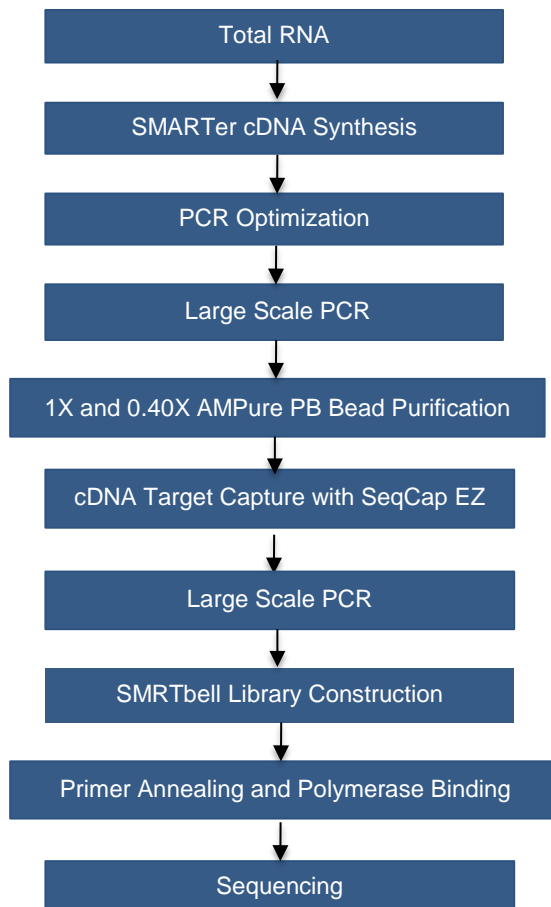 Total RNA
SMARTer cDNA Synthesis
PCR Optimization
Large Scale PCR
1X and 0.40X AMPure PB Bead Purification
cDNA Target Capture with SeqCap EZ
Large Scale PCR
SMRTbell Library Construction
Primer Annealing and Polymerase Binding
Sequencing